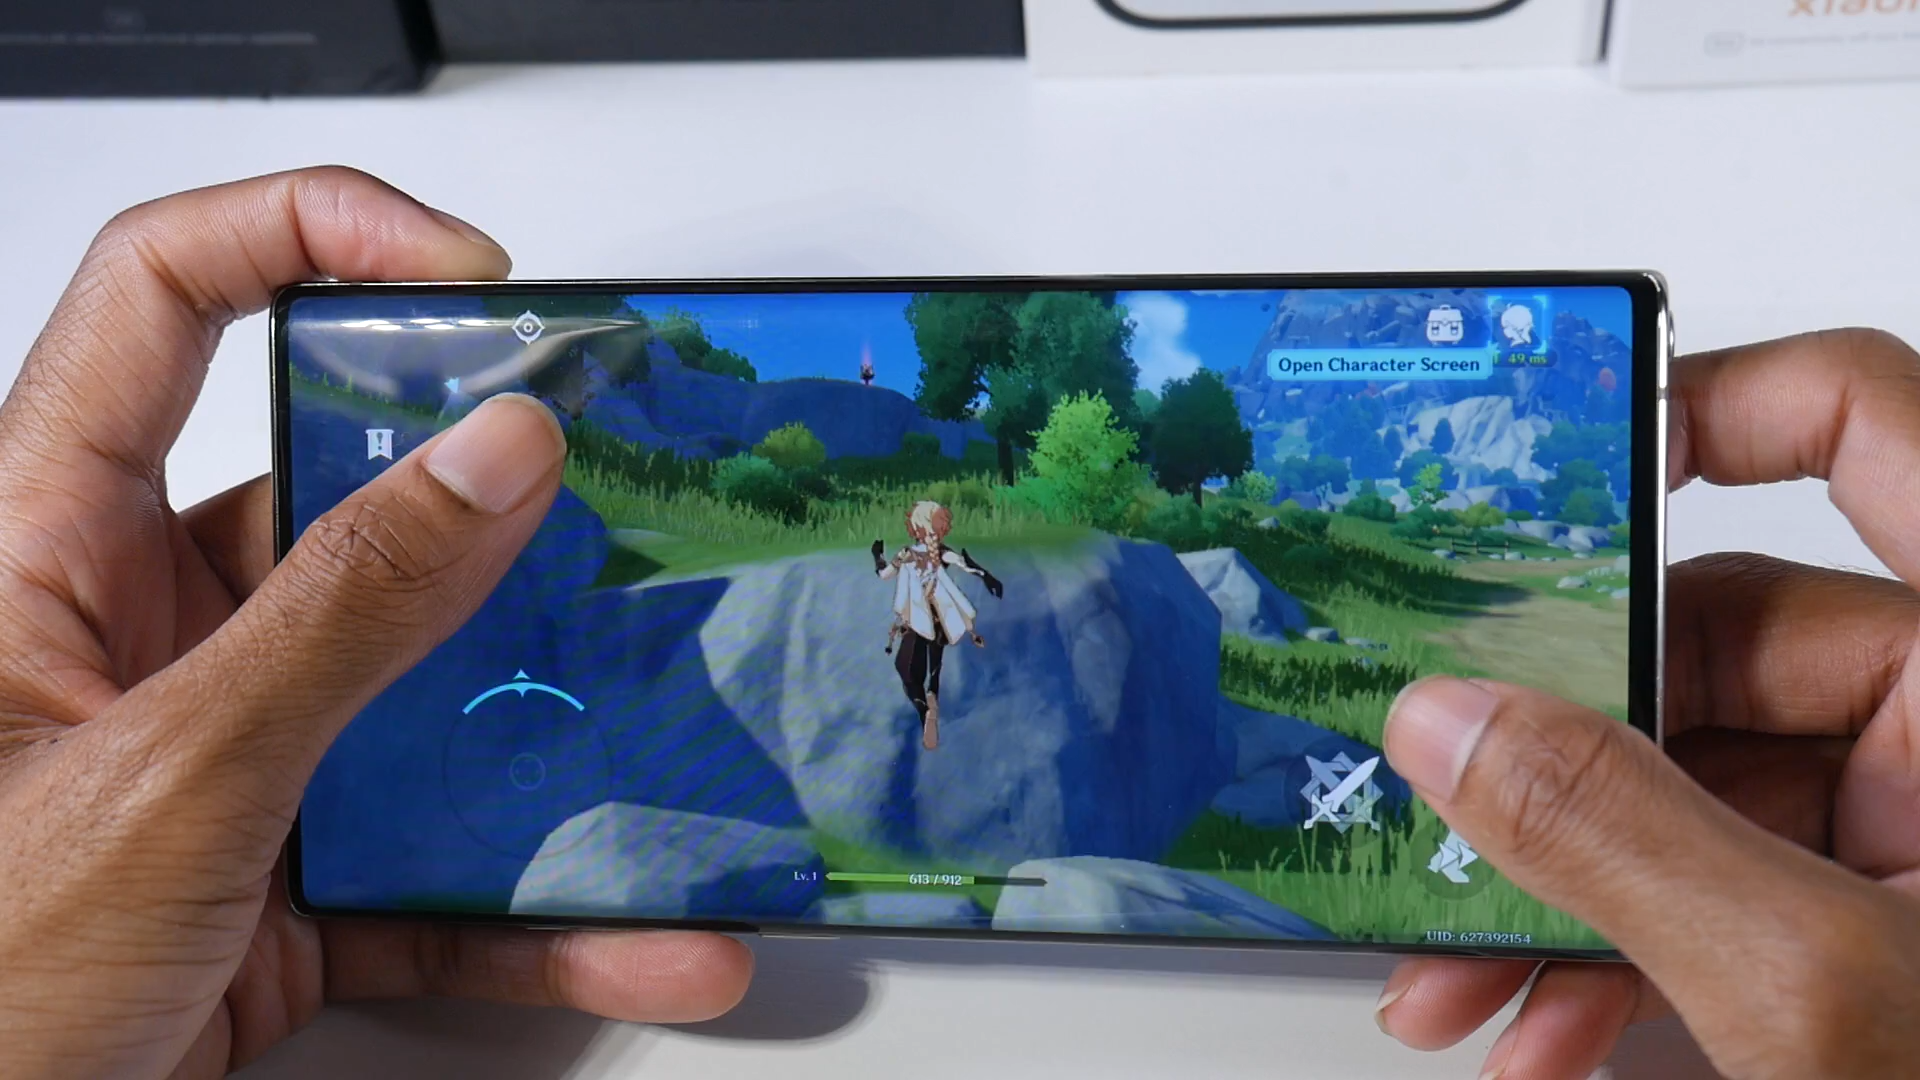 Open Character Screen
49 ms
Lv. 1
613 / 912
UID: 627392154